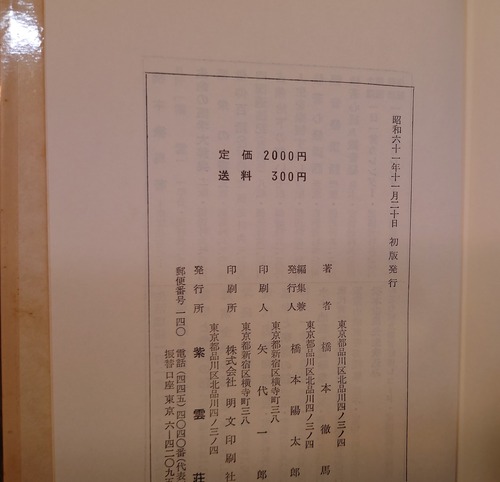 昭和六十一年十一月二十日 初版発行
定価 2000円
送料 300円
東京都品川区北品川四ノ三ノ四
著者 橋本徹馬
東京都品川区北品川四ノ三ノ四
編集兼
発行人 橋本陽太郎
東京都新宿区横寺町三八
印刷人 矢代一郎
東京都新宿区横寺町三八
印刷所 株式会社 明文印刷社
東京都品川区北品川四ノ三ノ四
発行所 紫雲荘
郵便番号 一四〇 電話(四四五)四〇四〇番(代表
振替口座 東京 六―四二〇九